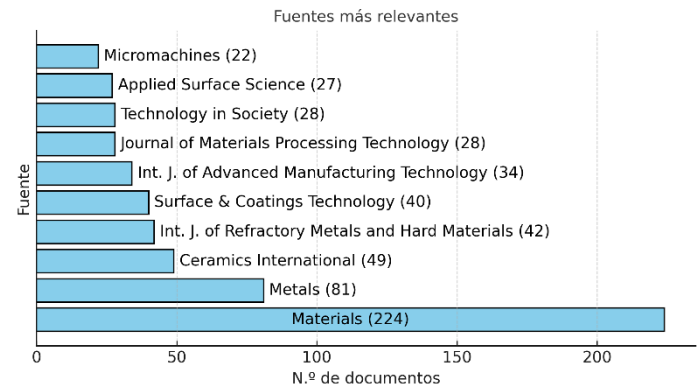 Fuentes más relevantes
Fuente
Micromachines (22)
Applied Surface Science (27)
Technology in Society (28)
Journal of Materials Processing Technology (28)
Int. J. of Advanced Manufacturing Technology (34)
Surface & Coatings Technology (40)
Int. J. of Refractory Metals and Hard Materials (42)
Ceramics International (49)
Metals (81)
Materials (224)
0 50 100 150 200
N.º de documentos